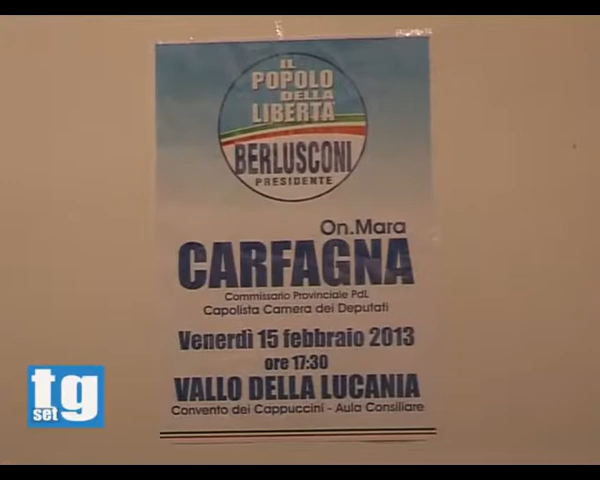 IL
POPOLO
DELLA
LIBERTÀ
BERLUSCONI
PRESIDENTE
On.Mara
CARFAGNA
Commissario Provinciale PdL
Capolista Camera dei Deputati
Venerdì 15 febbraio 2013
ore 17:30
VALLO DELLA LUCANIA
Convento dei Cappuccini - Aula Consiliare
tg
set